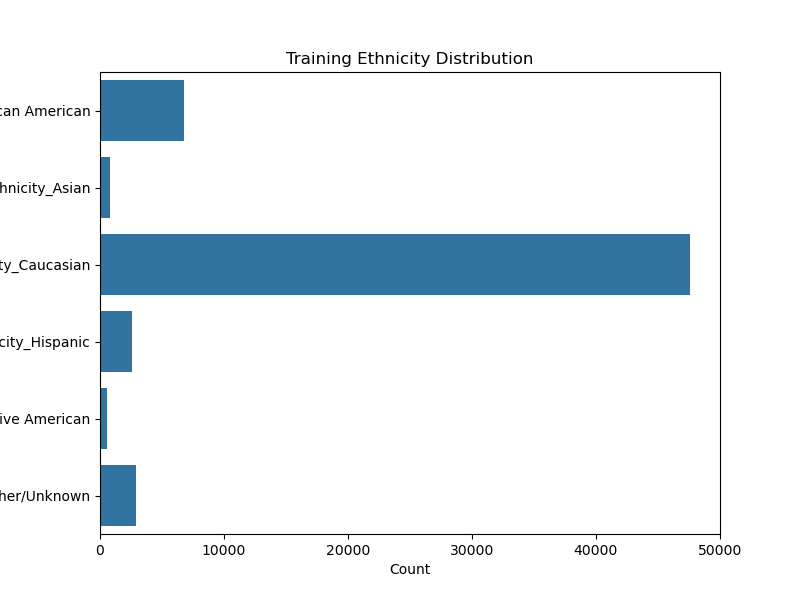 Training Ethnicity Distribution
can American
hnicity_Asian
ty_Caucasian
city_Hispanic
ive American
her/Unknown
0 10000 20000 30000 40000 50000
Count